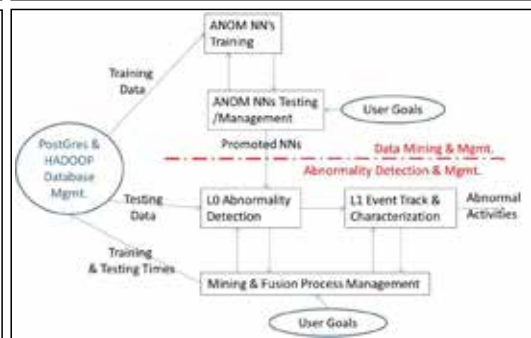 ANOM NN's
Training
Training
Data
ANOM NNs Testing
/Management
User Goals
PostGres &
HADOOP
Database
Mgmt.
Promoted NNs
Data Mining & Mgmt.
Abnormality Detection & Mgmt.
Testing
Data
L0 Abnormality
Detection
L1 Event Track &
Characterization
Abnormal
Activities
Training
& Testing Times
Mining & Fusion Process Management
User Goals